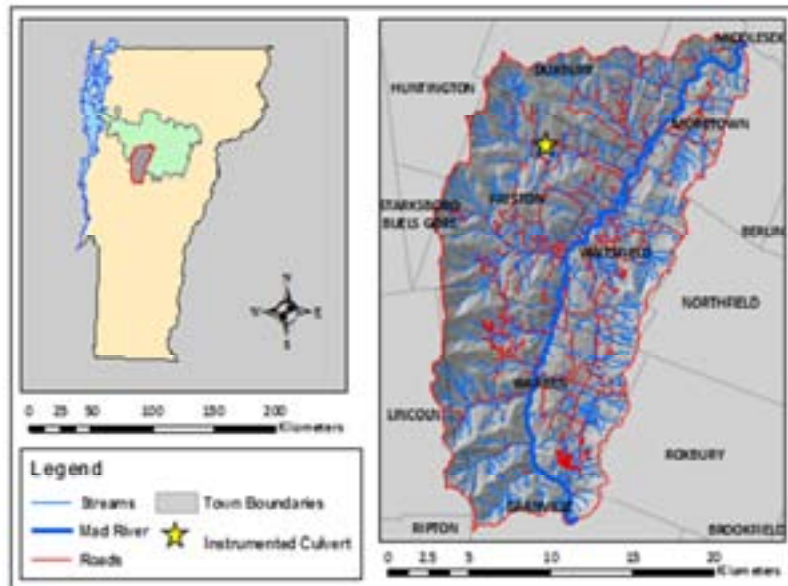 N
W E
S
0 25 50 100 150 200
Kilometers
Legend
Streams
Mad River
Roads
Town Boundaries
Instrumented Culvert
MIDDLESEX
DUXBURY
HUNTINGTON
MORETOWN
FAYSTON
STARKSBORO
BUELS GORE
BERLIN
WAITSFIELD
NORTHFIELD
WARREN
LINCOLN
ROXBURY
GRANVILLE
RIPTON
BROOKFIELD
0 2.5 5 10 15 20
Kilometers